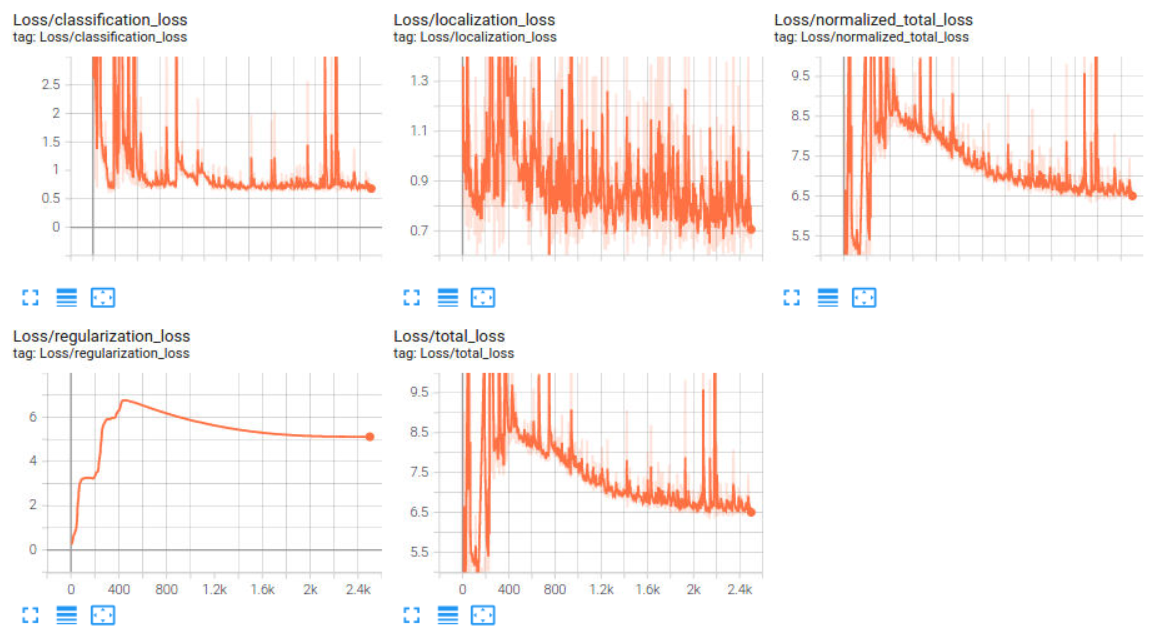 Loss/classification_loss
tag: Loss/classification_loss
2.5
2
1.5
1
0.5
0
Loss/localization_loss
tag: Loss/localization_loss
1.3
1.1
0.9
0.7
Loss/normalized_total_loss
tag: Loss/normalized_total_loss
9.5
8.5
7.5
6.5
5.5
Loss/regularization_loss
tag: Loss/regularization_loss
6
4
2
0
0 400 800 1.2k 1.6k 2k 2.4k
Loss/total_loss
tag: Loss/total_loss
9.5
8.5
7.5
6.5
5.5
0 400 800 1.2k 1.6k 2k 2.4k